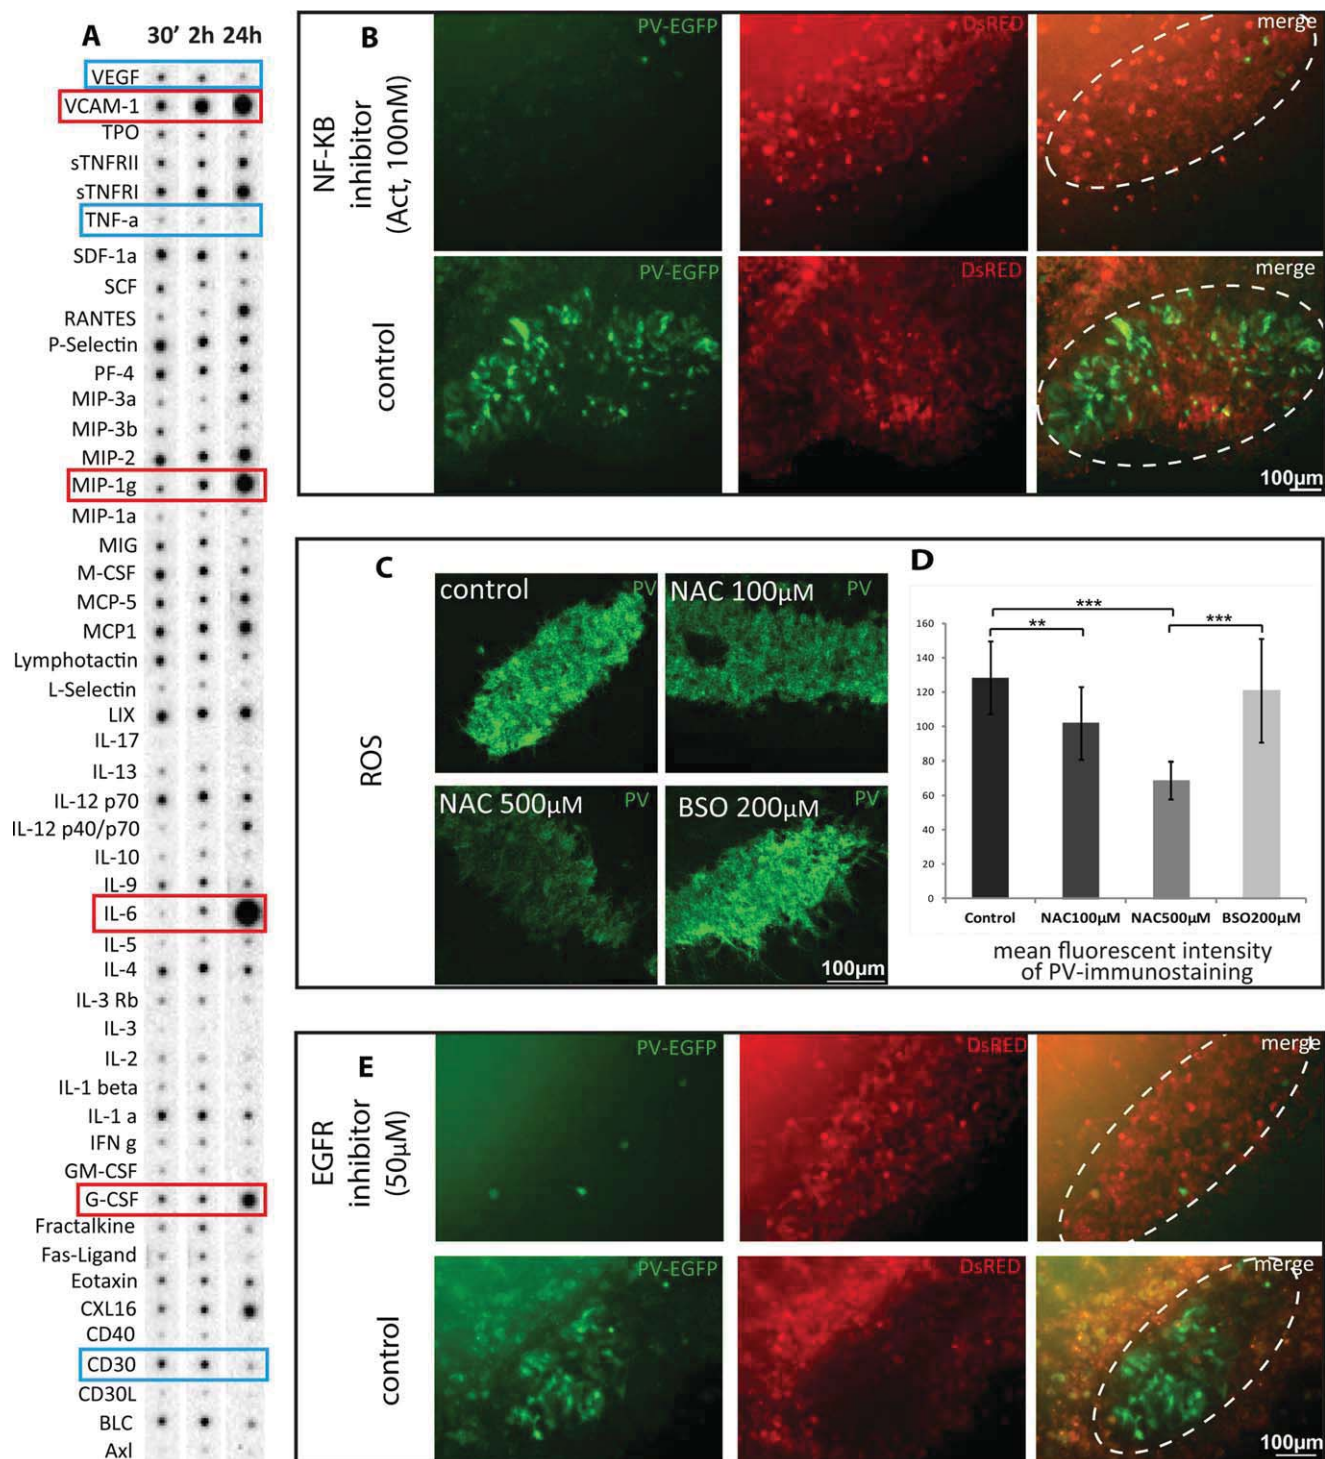 A
30’ 2h 24h
VEGF
VCAM-1
TPO
sTNFRII
sTNFRI
TNF-a
SDF-1a
SCF
RANTES
P-Selectin
PF-4
MIP-3a
MIP-3b
MIP-2
MIP-1g
MIP-1a
MIG
M-CSF
MCP-5
MCP1
Lymphotactin
L-Selectin
LIX
IL-17
IL-13
IL-12 p70
IL-12 p40/p70
IL-10
IL-9
IL-6
IL-5
IL-4
IL-3 Rb
IL-3
IL-2
IL-1 beta
IL-1 a
IFN g
GM-CSF
G-CSF
Fractalkine
Fas-Ligand
Eotaxin
CXL16
CD40
CD30
CD30L
BLC
Axl
B
NF-KB
inhibitor
(Act, 100nM)
PV-EGFP
DsRED
merge
control
PV-EGFP
DsRED
merge
100µm
C
ROS
control
PV
NAC 100µM
PV
NAC 500µM
PV
BSO 200µM
PV
100µm
D
***
** ***
160
140
120
100
80
60
40
20
0
Control NAC100µM NAC500µM BSO200µM
mean fluorescent intensity
of PV-immunostaining
E
EGFR
inhibitor
(50µM)
PV-EGFP
DsRED
merge
control
PV-EGFP
DsRED
merge
100µm